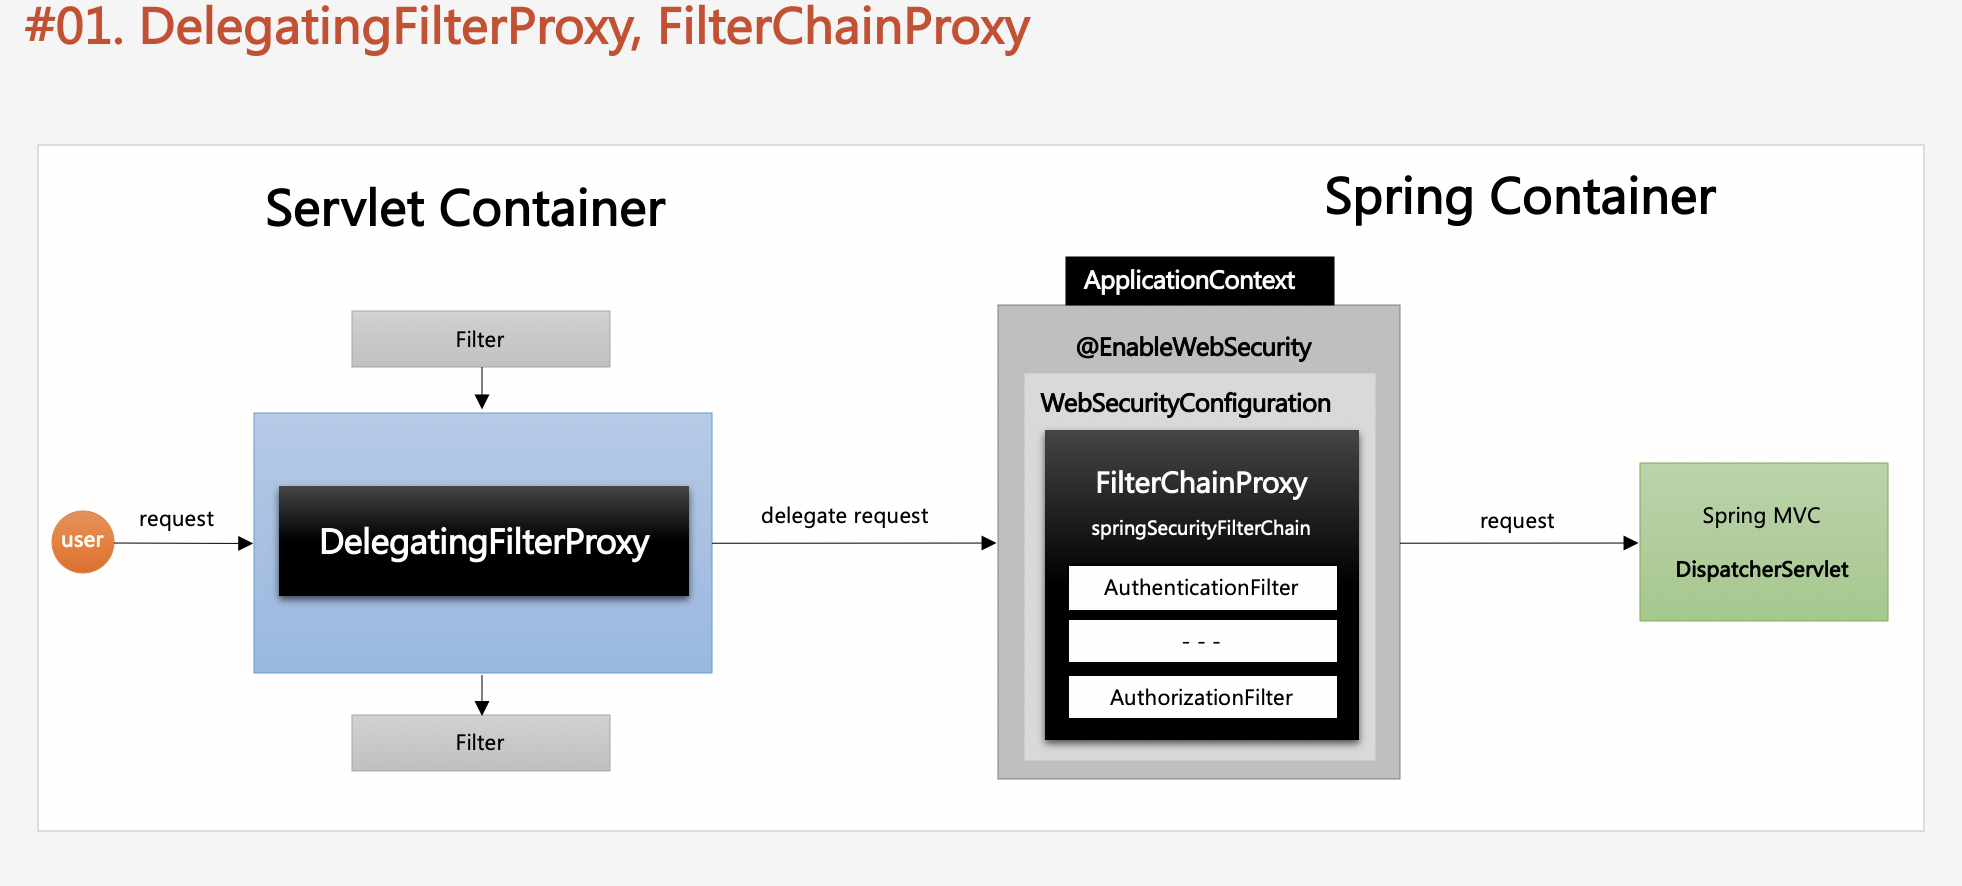 #01. DelegatingFilterProxy, FilterChainProxy
Servlet Container
Spring Container
ApplicationContext
@EnableWebSecurity
WebSecurityConfiguration
Filter
user
request
DelegatingFilterProxy
delegate request
FilterChainProxy
springSecurityFilterChain
AuthenticationFilter
- - -
AuthorizationFilter
request
Spring MVC
DispatcherServlet
Filter